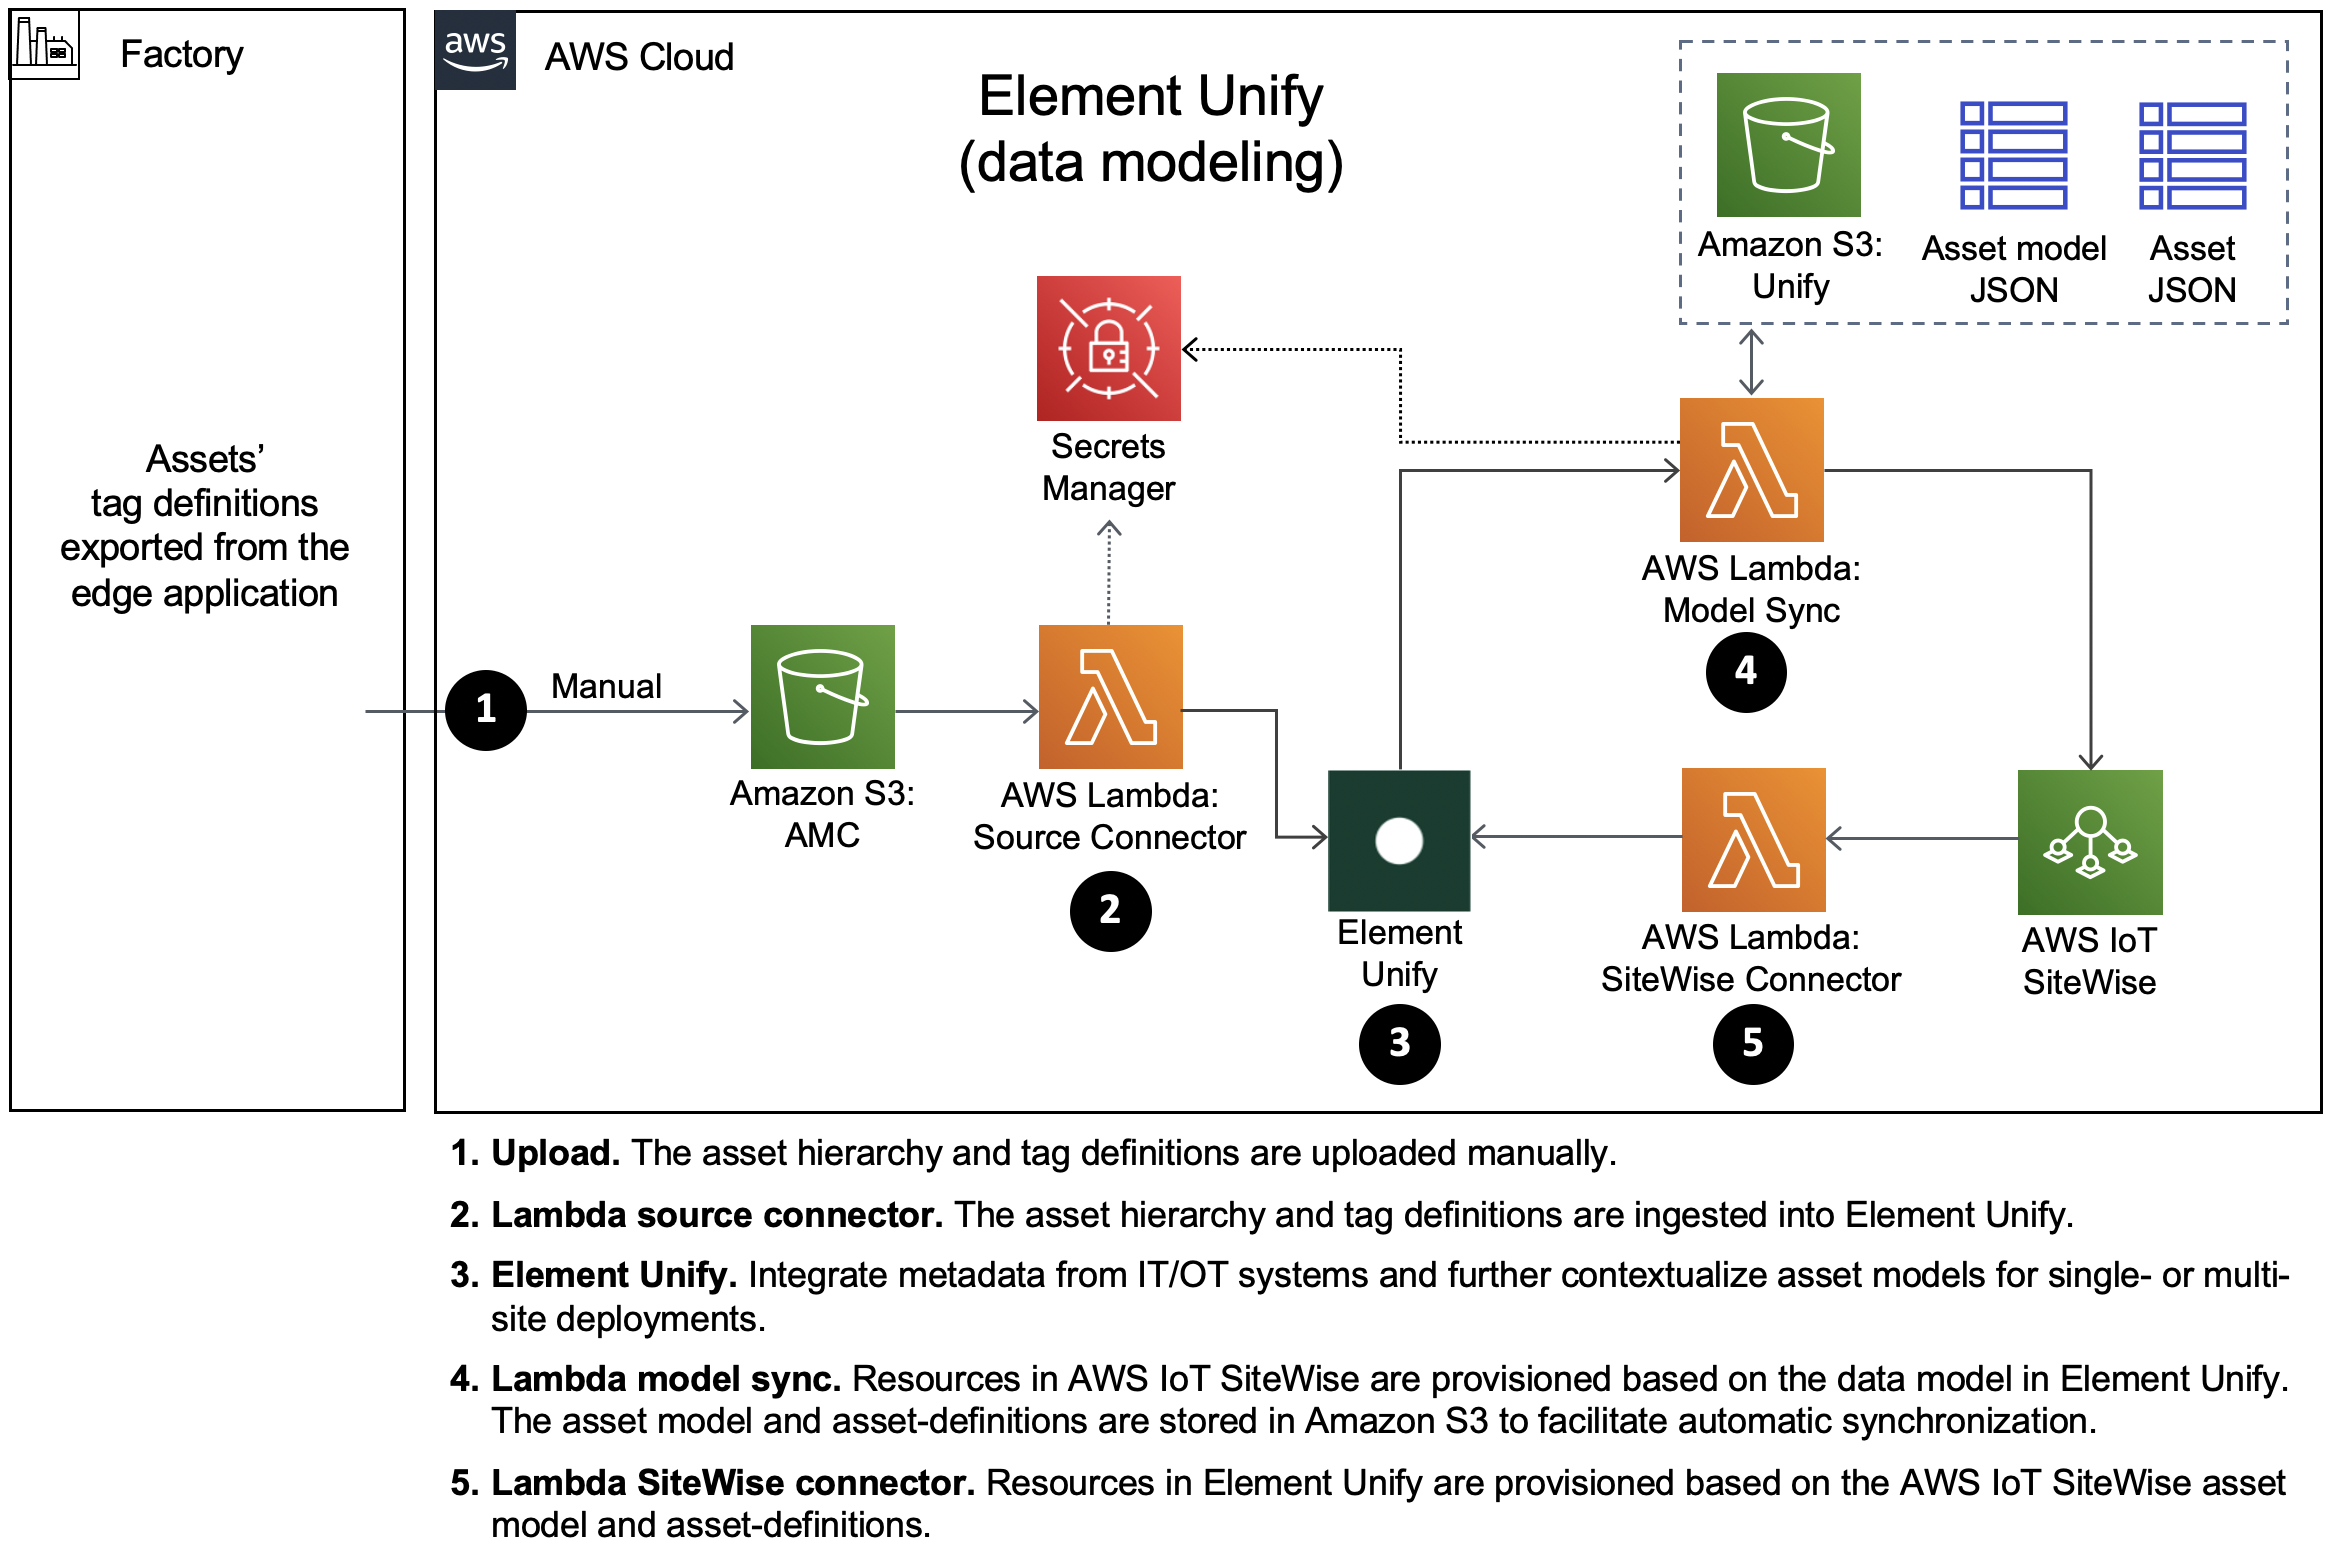 Factory
aws
AWS Cloud
Element Unify
(data modeling)
Amazon S3:
Unify
Asset model
JSON
Asset
JSON
Secrets
Manager
Assets’
tag definitions
exported from the
edge application
AWS Lambda:
Model Sync
4
1
Manual
Amazon S3:
AMC
AWS Lambda:
Source Connector
2
Element
Unify
3
AWS Lambda:
SiteWise Connector
5
AWS IoT
SiteWise
1. Upload. The asset hierarchy and tag definitions are uploaded manually.
2. Lambda source connector. The asset hierarchy and tag definitions are ingested into Element Unify.
3. Element Unify. Integrate metadata from IT/OT systems and further contextualize asset models for single- or multi-
site deployments.
4. Lambda model sync. Resources in AWS IoT SiteWise are provisioned based on the data model in Element Unify.
The asset model and asset-definitions are stored in Amazon S3 to facilitate automatic synchronization.
5. Lambda SiteWise connector. Resources in Element Unify are provisioned based on the AWS IoT SiteWise asset
model and asset-definitions.